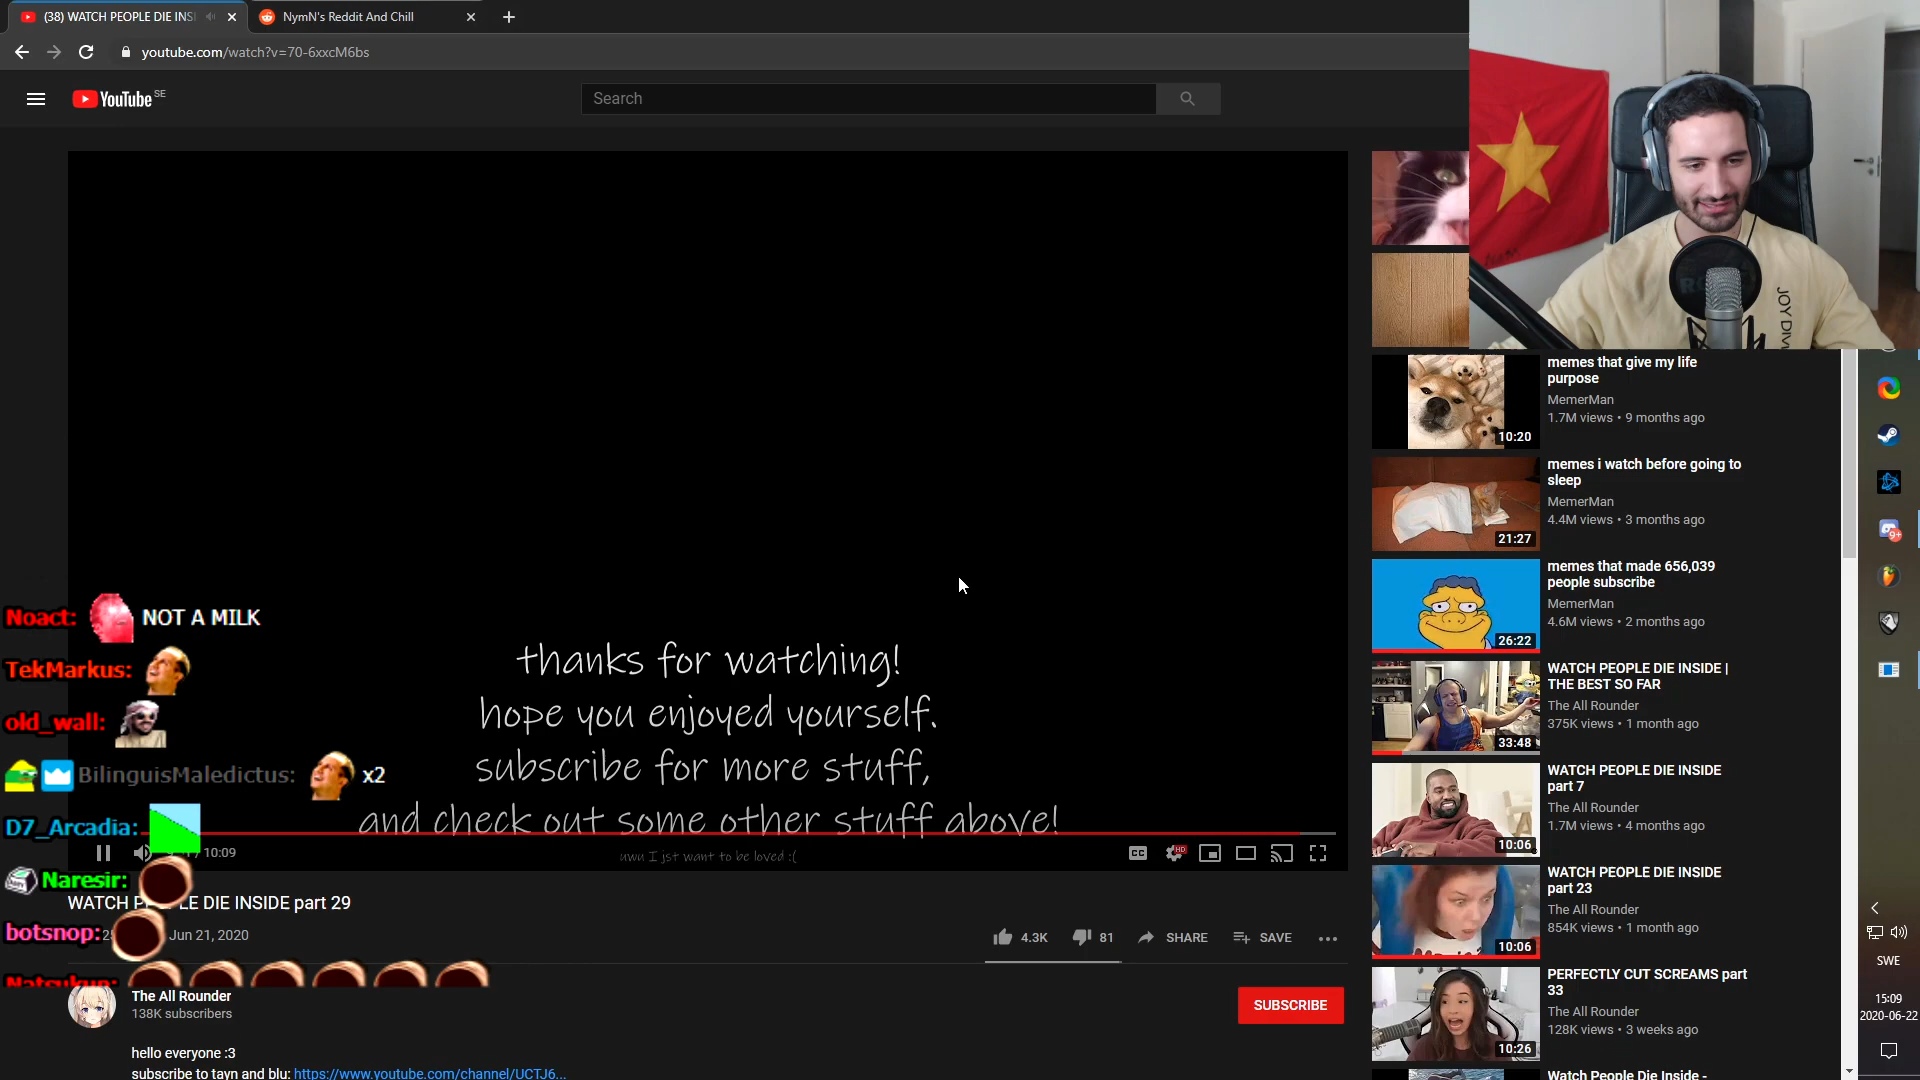 (38) WATCH PEOPLE DIE INS
NymN's Reddit And Chill
youtube.com/watch?v=70-6xxcM6bs
YouTube SE
Search
JOY DIVI
thanks for watching!
hope you enjoyed yourself.
subscribe for more stuff,
and check out some other stuff above!
uwu I jst want to be loved :(
Noact: NOT A MILK
TekMarkus:
old_wall:
BilinguisMaledictus: x2
D7_Arcadia:
Naresir:
botsnop:
Natsukyn:
/ 10:09
CC
HD
WATCH PEOPLE DIE INSIDE part 29
Jun 21, 2020
4.3K
81
SHARE
SAVE
The All Rounder
138K subscribers
SUBSCRIBE
hello everyone :3
subscribe to tayn and blu: https://www.youtube.com/channel/UCTJ6...
memes that give my life
purpose
MemerMan
1.7M views • 9 months ago
10:20
memes i watch before going to
sleep
MemerMan
4.4M views • 3 months ago
21:27
memes that made 656,039
people subscribe
MemerMan
4.6M views • 2 months ago
26:22
WATCH PEOPLE DIE INSIDE |
THE BEST SO FAR
The All Rounder
375K views • 1 month ago
33:48
WATCH PEOPLE DIE INSIDE
part 7
The All Rounder
1.7M views • 4 months ago
10:06
WATCH PEOPLE DIE INSIDE
part 23
The All Rounder
854K views • 1 month ago
10:06
PERFECTLY CUT SCREAMS part
33
The All Rounder
128K views • 3 weeks ago
10:26
Watch People Die Inside -
9+
SWE
15:09
2020-06-22